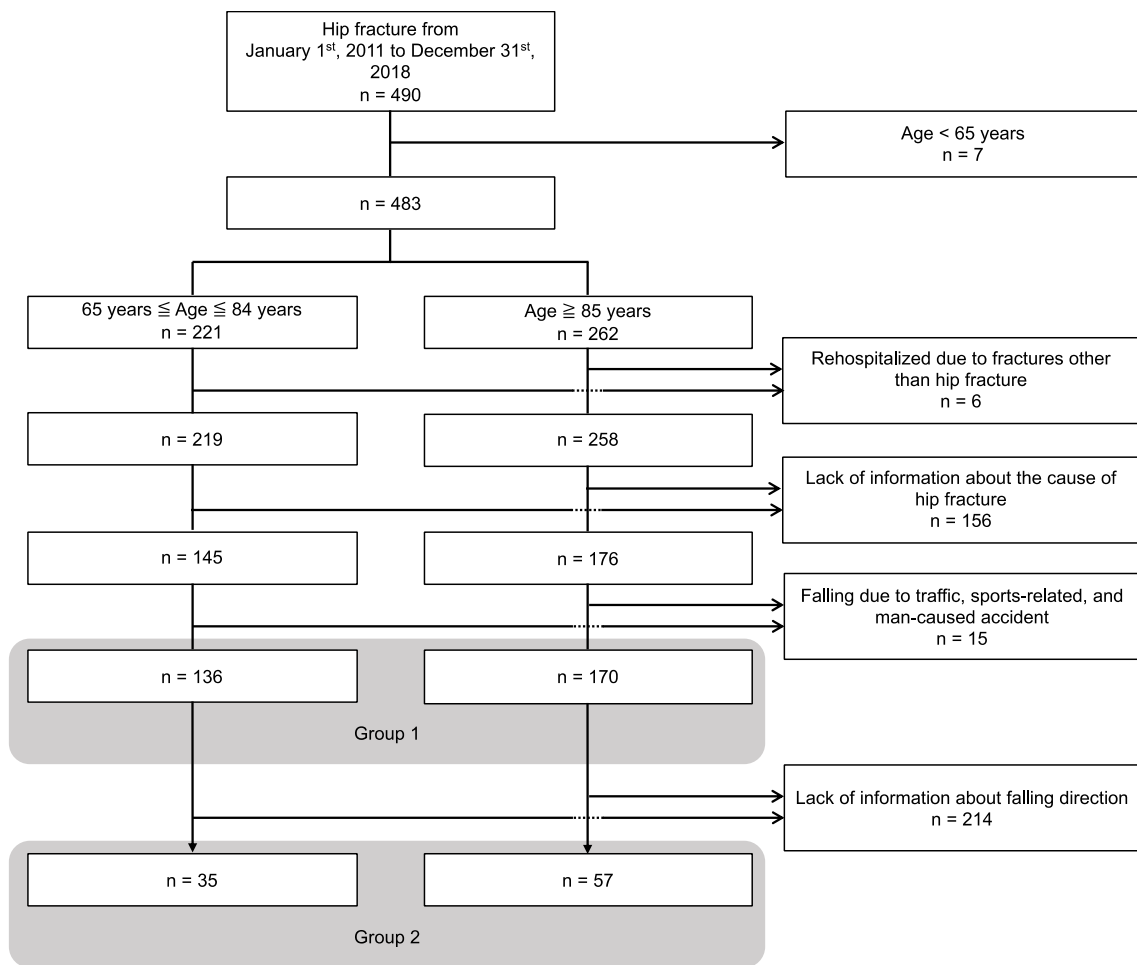 Hip fracture from
January 1st, 2011 to December 31st,
2018
n = 490
Age < 65 years
n = 7
n = 483
65 years ≦ Age ≦ 84 years
n = 221
Age ≧ 85 years
n = 262
Rehospitalized due to fractures other
than hip fracture
n = 6
n = 219
n = 258
Lack of information about the cause of
hip fracture
n = 156
n = 145
n = 176
Falling due to traffic, sports-related, and
man-caused accident
n = 15
n = 136
n = 170
Group 1
Lack of information about falling direction
n = 214
n = 35
n = 57
Group 2